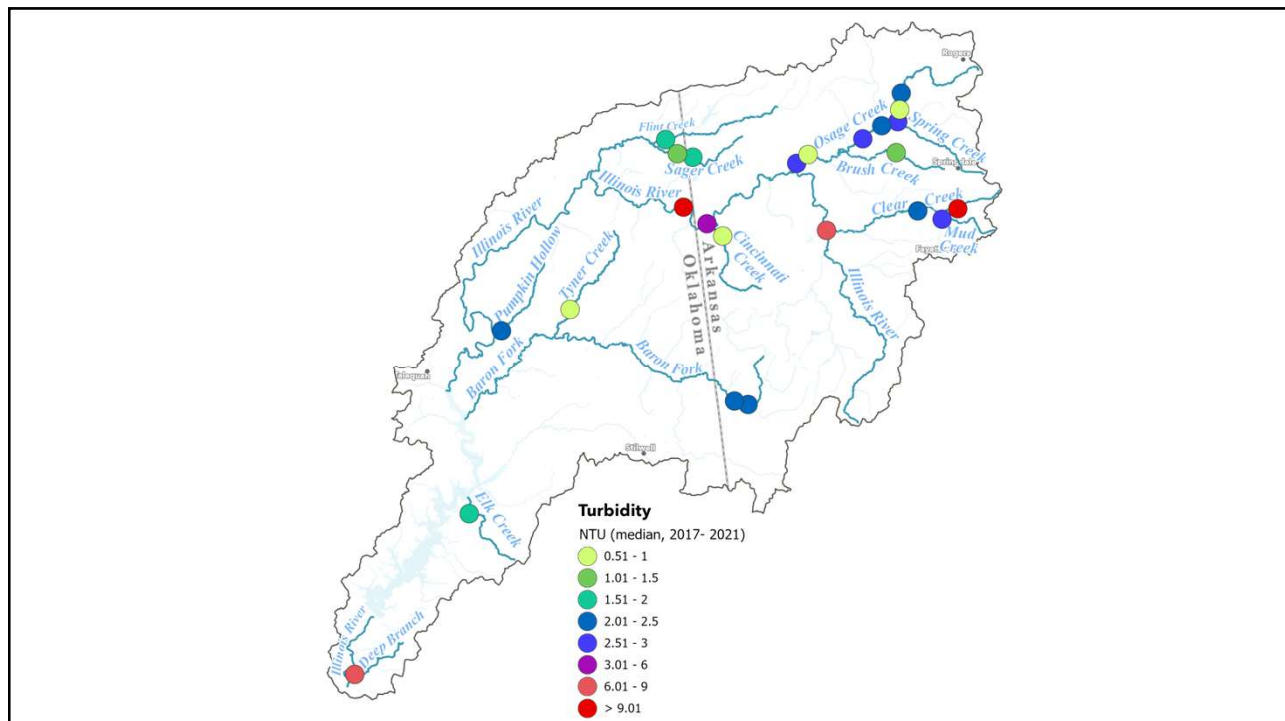 Rogers
Flint Creek
Osage Creek
Spring Creek
Springdale
Sager Creek
Brush Creek
Illinois River
Clear Creek
Mud Creek
Illinois River
Cincinnati Creek
Arkansas
Oklahoma
Pumpkin Hollow
Tyner Creek
Illinois River
Baron Fork
Baron Fork
Stilwell
Elk Creek
Illinois River
Deep Branch
Turbidity
NTU (median, 2017- 2021)
0.51 - 1
1.01 - 1.5
1.51 - 2
2.01 - 2.5
2.51 - 3
3.01 - 6
6.01 - 9
> 9.01